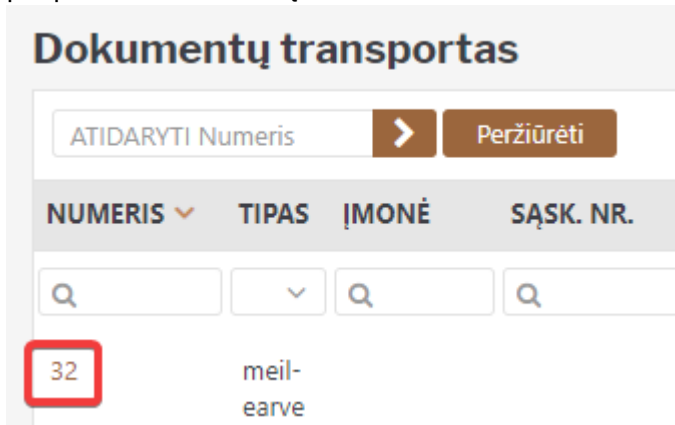 Dokumentų transportas
ATIDARYTI Numeris
Peržiūrėti
NUMERIS TIPAS ĮMONĖ SĄSK. NR.
32 meil-
earve